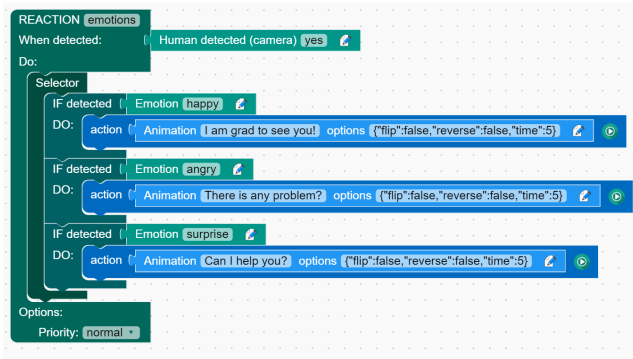 REACTION emotions
When detected: Human detected (camera) yes
Do:
Selector
IF detected Emotion happy
DO: action Animation I am grad to see you! options {"flip":false,"reverse":false,"time":5}
IF detected Emotion angry
DO: action Animation There is any problem? options {"flip":false,"reverse":false,"time":5}
IF detected Emotion surprise
DO: action Animation Can I help you? options {"flip":false,"reverse":false,"time":5}
Options:
Priority: normal